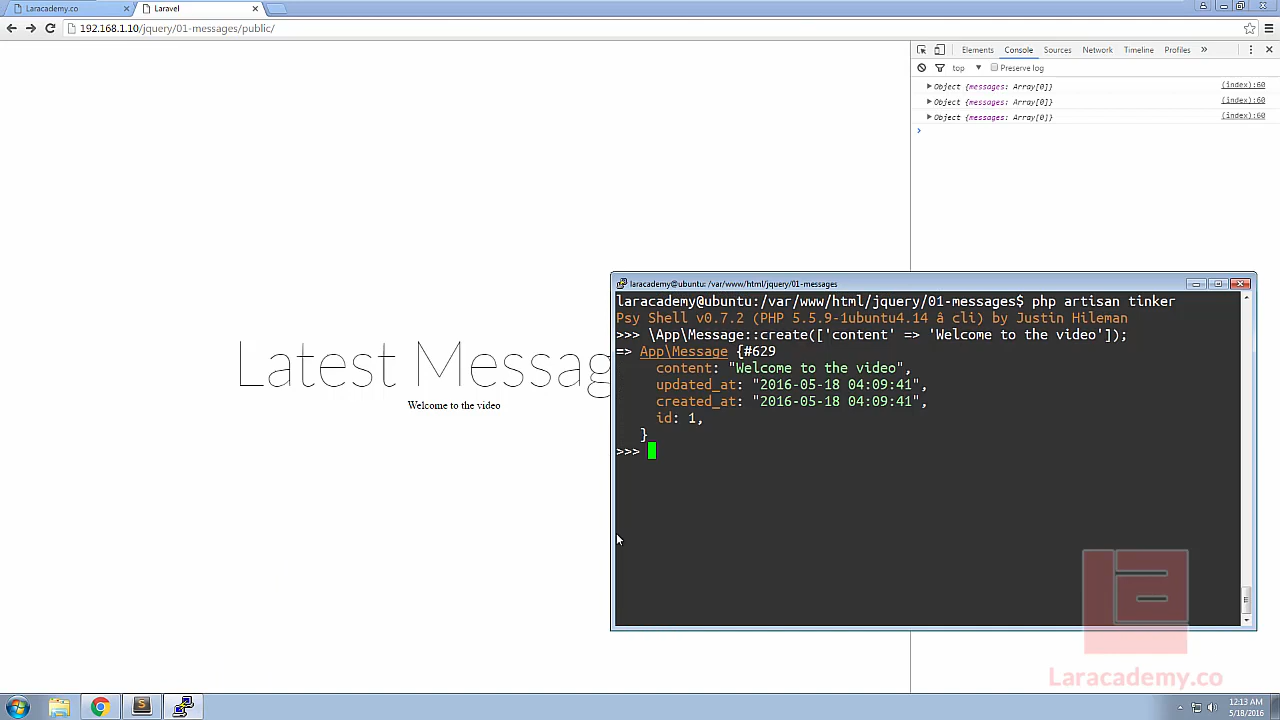 Laracademy.co
Laravel
192.168.1.10/jquery/01-messages/public/
Elements Console Sources Network Timeline Profiles »
top Preserve log
Object {messages: Array[0]} (index):60
Object {messages: Array[0]} (index):60
Object {messages: Array[0]} (index):60
Latest Messag
Welcome to the video
laracademy@ubuntu: /var/www/html/jquery/01-messages
laracademy@ubuntu:/var/www/html/jquery/01-messages$ php artisan tinker
Psy Shell v0.7.2 (PHP 5.5.9-1ubuntu4.14 â cli) by Justin Hileman
>>> \App\Message::create(['content' => 'Welcome to the video']);
=> App\Message {#629
content: "Welcome to the video",
updated_at: "2016-05-18 04:09:41",
created_at: "2016-05-18 04:09:41",
id: 1,
}
>>>
Laracademy.co
12:13 AM
5/18/2016